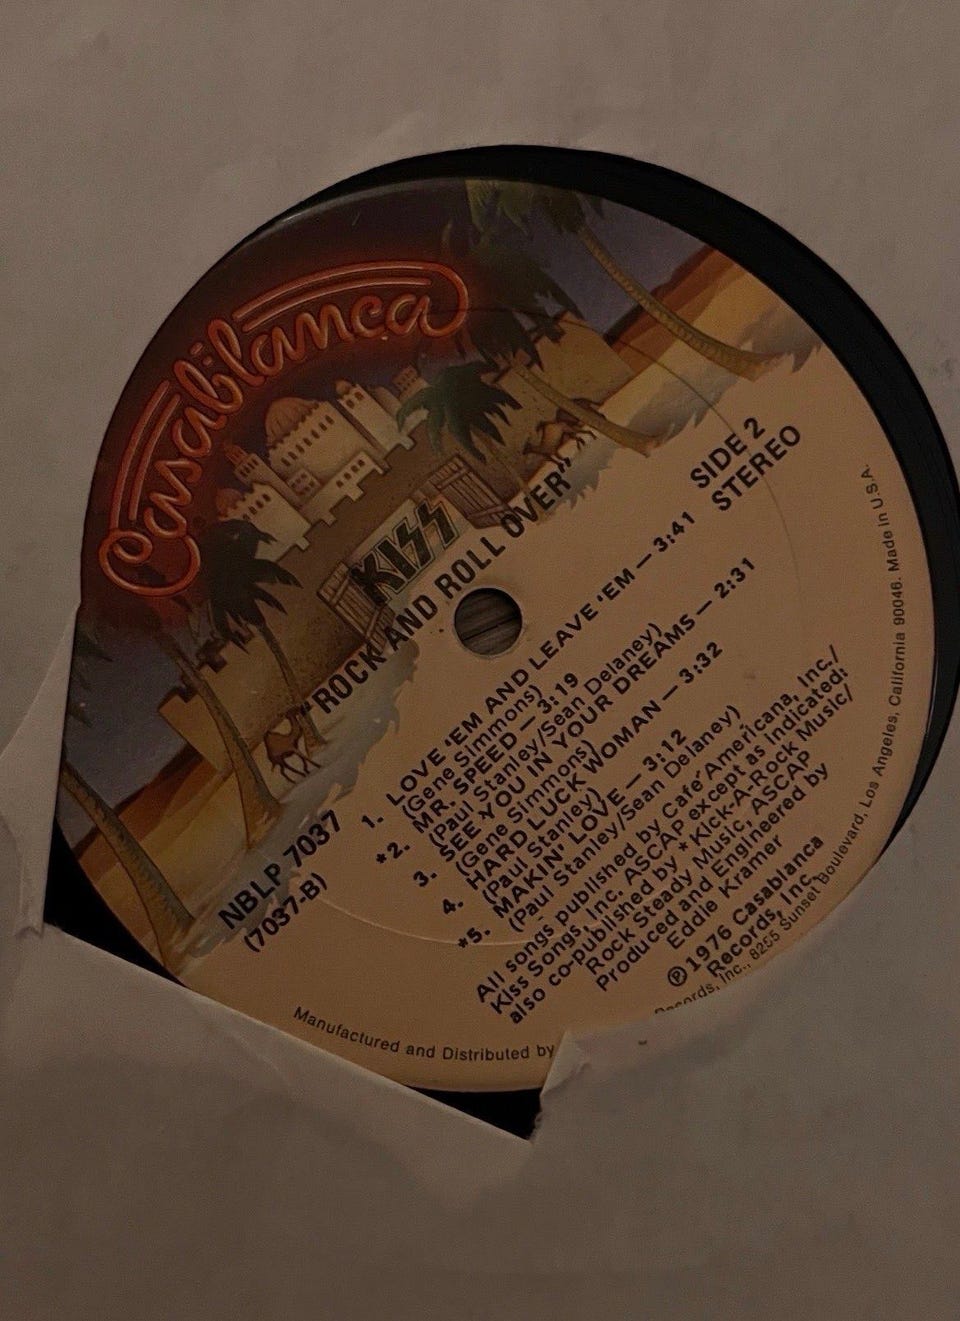 Casablanca
KISS
"ROCK AND ROLL OVER"
SIDE 2
STEREO
NBLP 7037
(7037-B)
1. LOVE 'EM AND LEAVE 'EM — 3:41
(Gene Simmons)
*2. MR. SPEED — 3:19
(Paul Stanley/Sean Delaney)
3. SEE YOU IN YOUR DREAMS — 2:31
(Gene Simmons)
4. HARD LUCK WOMAN — 3:32
(Paul Stanley)
*5. MAKIN' LOVE — 3:12
(Paul Stanley/Sean Delaney)
All songs published by Café Americana, Inc./
Kiss Songs, Inc. ASCAP except as indicated:
also co-published by *Kick-A-Rock Music/
Rock Steady Music, ASCAP
Produced and Engineered by
Eddie Kramer
℗ 1976 Casablanca
Records, Inc.
Manufactured and Distributed by Records, Inc., 8255 Sunset Boulevard, Los Angeles, California 90046. Made in U.S.A.